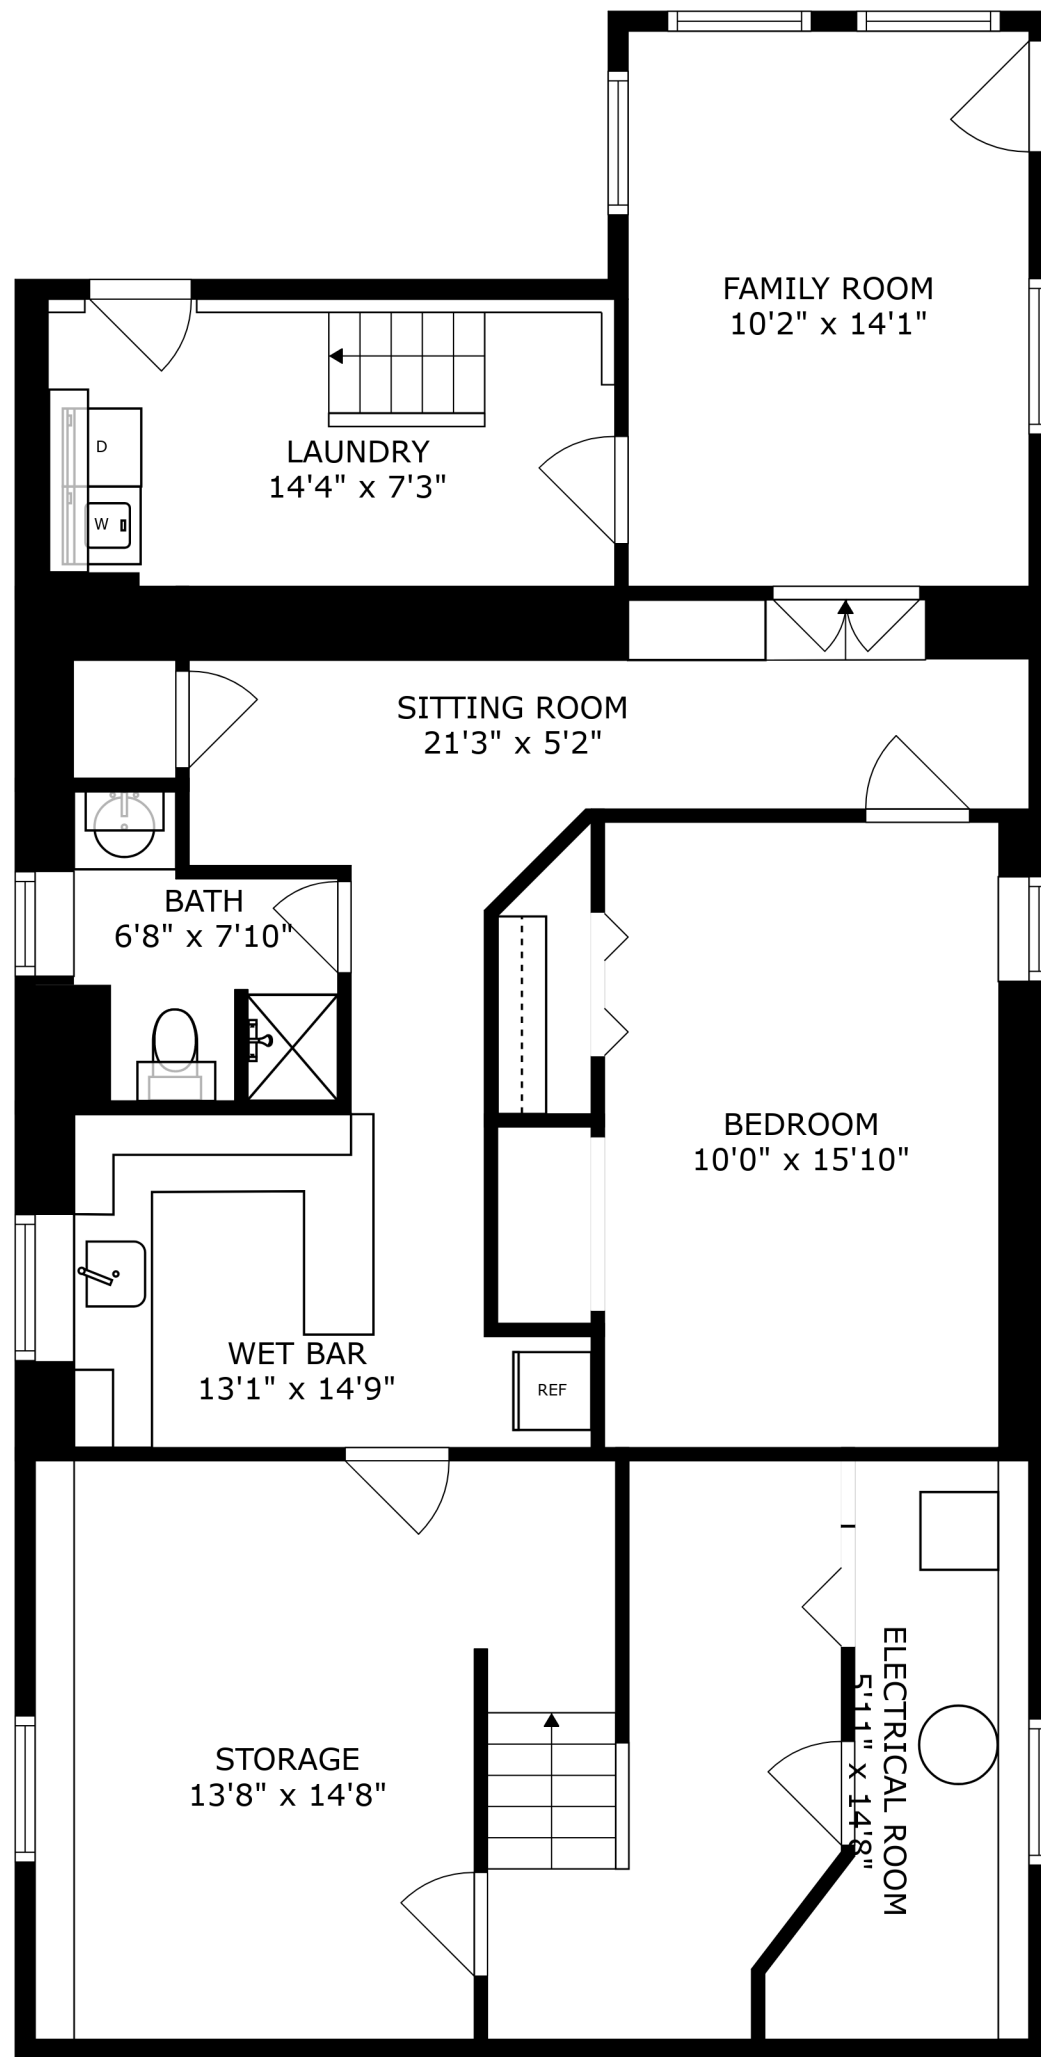 FAMILY ROOM
10'2" x 14'1"
LAUNDRY
14'4" x 7'3"
D
W
SITTING ROOM
21'3" x 5'2"
BATH
6'8" x 7'10"
BEDROOM
10'0" x 15'10"
WET BAR
13'1" x 14'9"
REF
STORAGE
13'8" x 14'8"
ELECTRICAL ROOM
5'11" x 14'8"